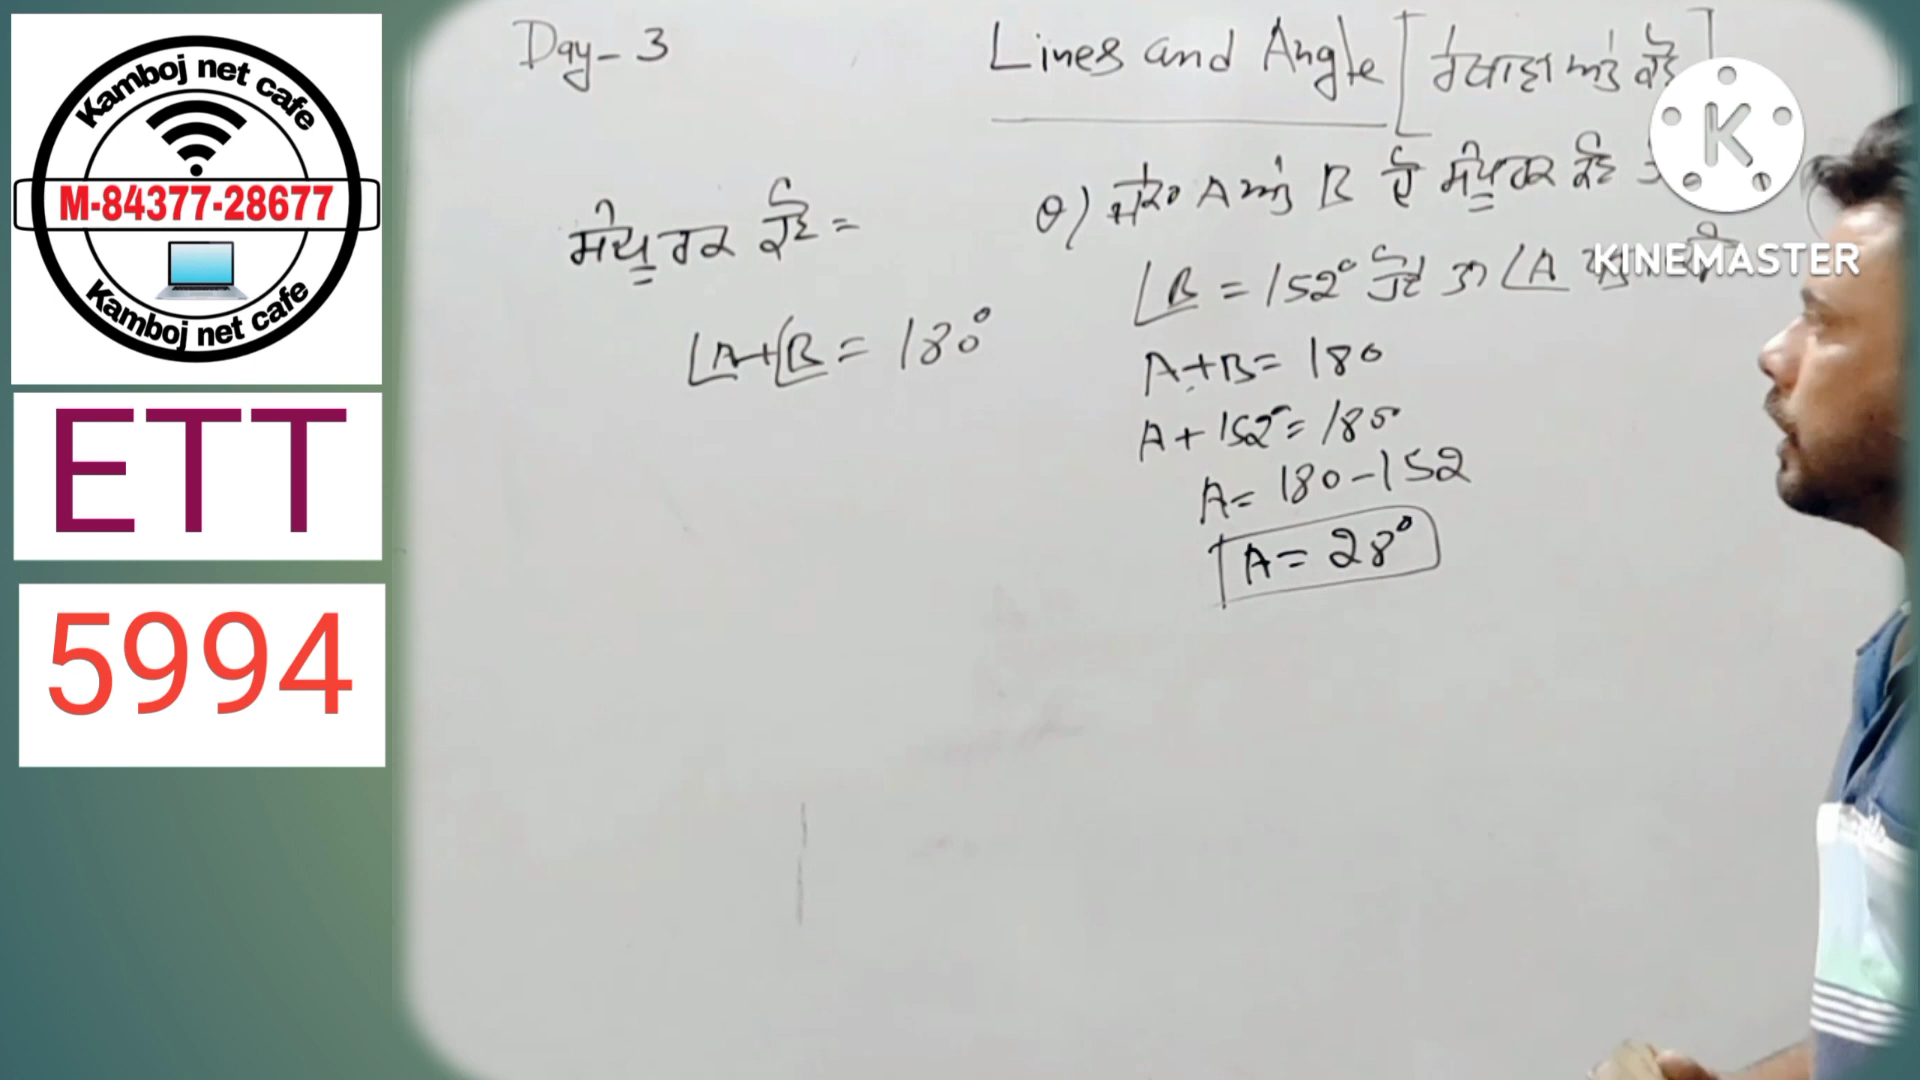 Kamboj net cafe
M-84377-28677
Kamboj net cafe
ETT
5994
Day-3
Lines and Angle [ਰੇਖਾਵਾਂ ਅਤੇ ਕੋਣ]
ਸੰਪੂਰਕ ਕੋਣ =
∠A+∠B = 180°
Q) ਜੇਕਰ A ਅਤੇ B ਦੋ ਸੰਪੂਰਕ ਕੋਣ
∠B = 152° ਹੋਵੇ ਤਾਂ ∠A
A+B= 180
A+152°= 180
A= 180-152
A= 28°
K
KINEMASTER